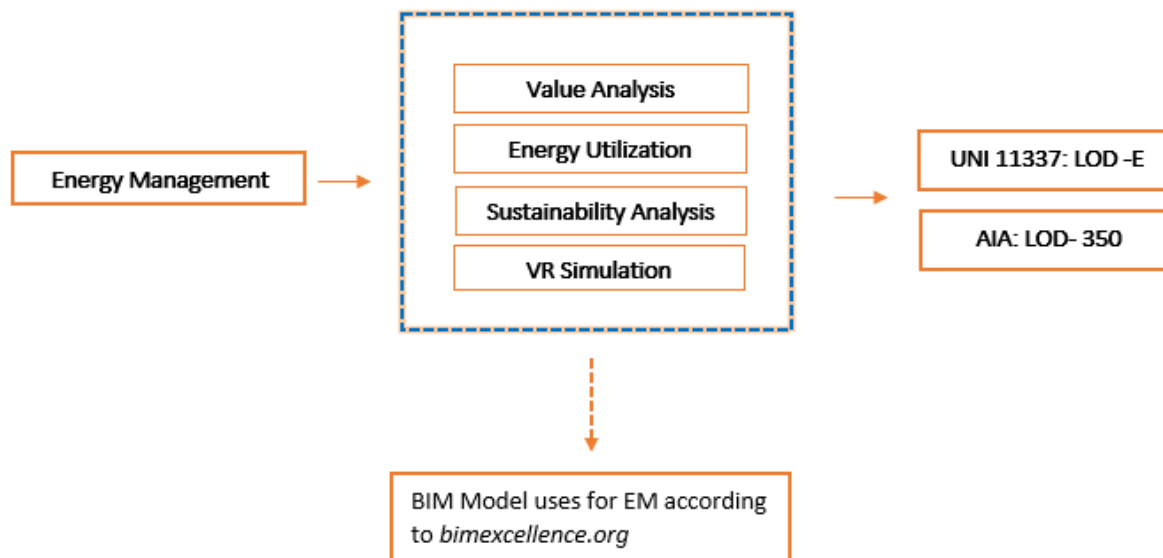 Value Analysis
Energy Utilization
Energy Management
Sustainability Analysis
VR Simulation
UNI 11337: LOD -E
AIA: LOD- 350
BIM Model uses for EM according
to bimexcellence.org